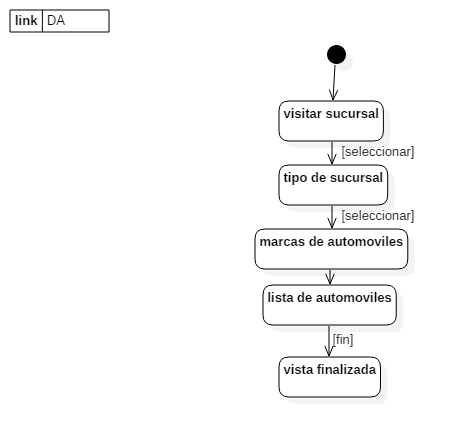 link DA
visitar sucursal
[seleccionar]
tipo de sucursal
[seleccionar]
marcas de automoviles
lista de automoviles
[fin]
vista finalizada